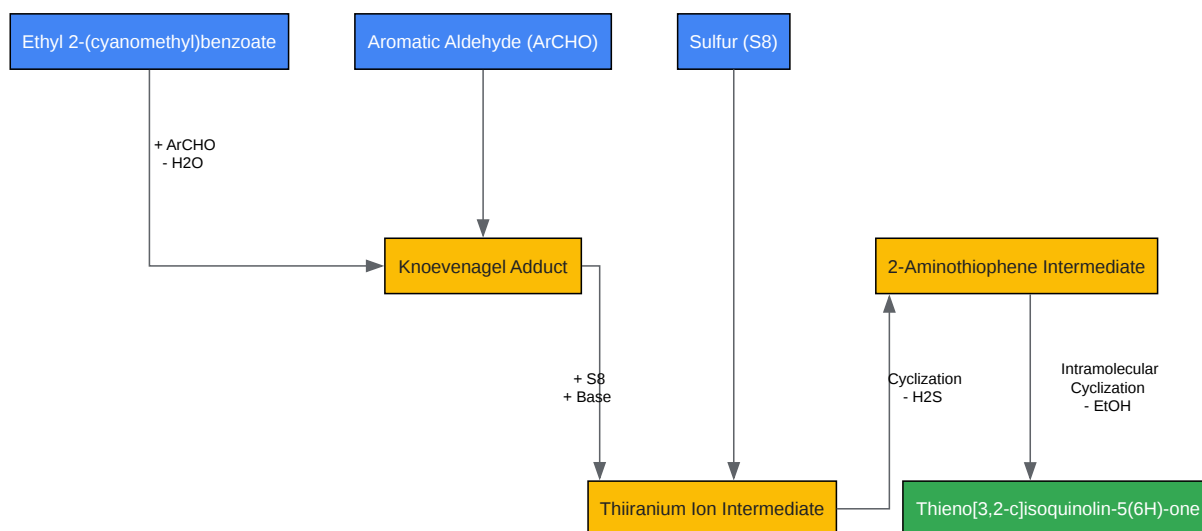 Ethyl 2-(cyanomethyl)benzoate
Aromatic Aldehyde (ArCHO)
Sulfur (S8)
+ ArCHO
- H2O
Knoevenagel Adduct
2-Aminothiophene Intermediate
+ S8
+ Base
Cyclization
- H2S
Intramolecular
Cyclization
- EtOH
Thiiranium Ion Intermediate
Thieno[3,2-c]isoquinolin-5(6H)-one